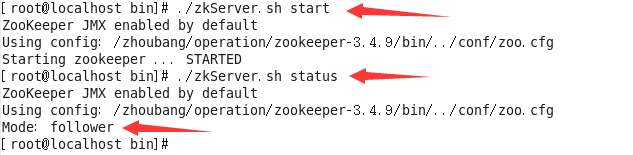 [root@localhost bin]# ./zkServer.sh start
ZooKeeper JMX enabled by default
Using config: /zhoubang/operation/zookeeper-3.4.9/bin/../conf/zoo.cfg
Starting zookeeper ... STARTED
[root@localhost bin]# ./zkServer.sh status
ZooKeeper JMX enabled by default
Using config: /zhoubang/operation/zookeeper-3.4.9/bin/../conf/zoo.cfg
Mode: follower
[root@localhost bin]#